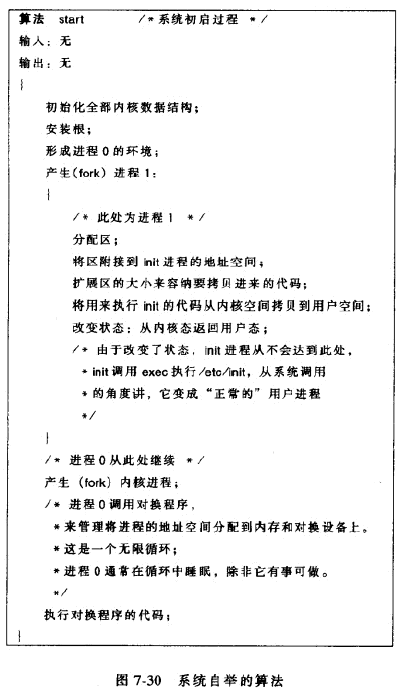 算法 start /*系统初启过程 */
输入：无
输出：无
{
初始化全部内核数据结构；
安装根；
形成进程0的环境；
产生(fork) 进程1：
{
/* 此处为进程1 */
分配区；
将区附接到 init 进程的地址空间；
扩展区的大小来容纳要拷贝进来的代码；
将用来执行 init 的代码从内核空间拷贝到用户空间；
改变状态：从内核态返回用户态；
/* 由于改变了状态，init 进程从不会达到此处，
* init 调用 exec 执行/etc/init，从系统调用
* 的角度讲，它变成“正常的”用户进程
*/
}
/* 进程0从此处继续 */
产生 (fork) 内核进程；
/* 进程0调用对换程序，
*来管理将进程的地址空间分配到内存和对换设备上。
*这是一个无限循环；
*进程0通常在循环中睡眠，除非它有事可做。
*/
执行对换程序的代码；
}
图 7-30 系统自举的算法